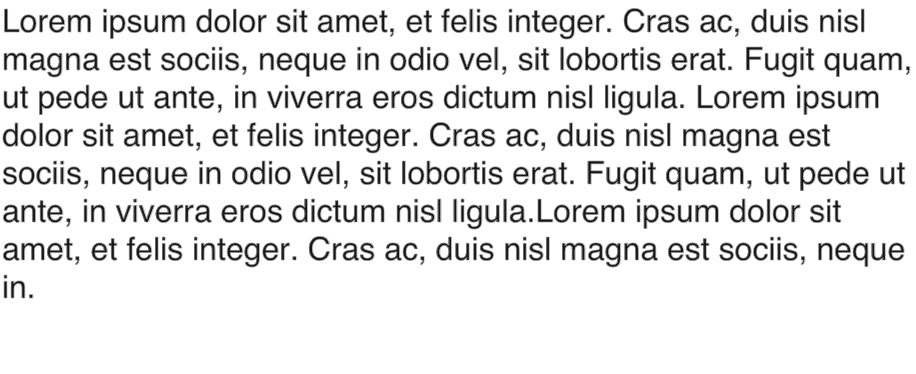 Lorem ipsum dolor sit amet, et felis integer. Cras ac, duis nisl
magna est sociis, neque in odio vel, sit lobortis erat. Fugit quam,
ut pede ut ante, in viverra eros dictum nisl ligula. Lorem ipsum
dolor sit amet, et felis integer. Cras ac, duis nisl magna est
sociis, neque in odio vel, sit lobortis erat. Fugit quam, ut pede ut
ante, in viverra eros dictum nisl ligula.Lorem ipsum dolor sit
amet, et felis integer. Cras ac, duis nisl magna est sociis, neque
in.